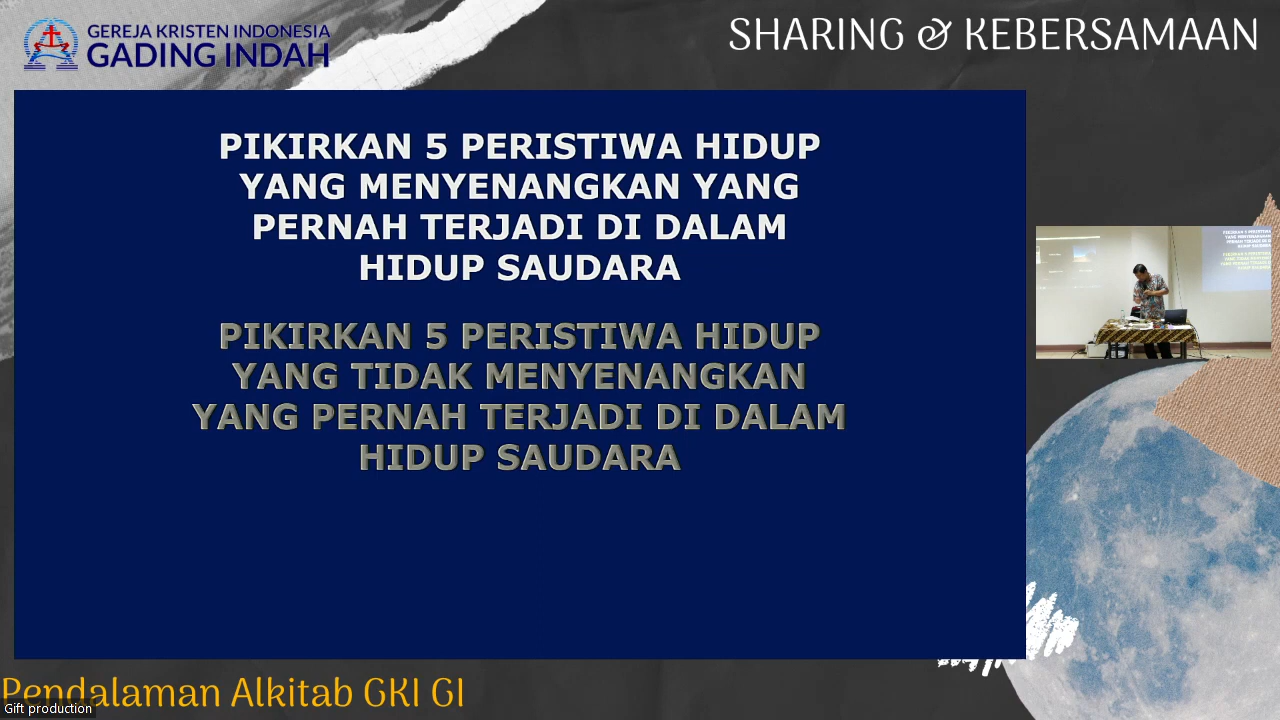 GEREJA KRISTEN INDONESIA
GADING INDAH
SHARING & KEBERSAMAAN
PIKIRKAN 5 PERISTIWA HIDUP
YANG MENYENANGKAN YANG
PERNAH TERJADI DI DALAM
HIDUP SAUDARA
PIKIRKAN 5 PERISTIWA HIDUP
YANG TIDAK MENYENANGKAN
YANG PERNAH TERJADI DI DALAM
HIDUP SAUDARA
Pendalaman Alkitab GKI GI
Gift production